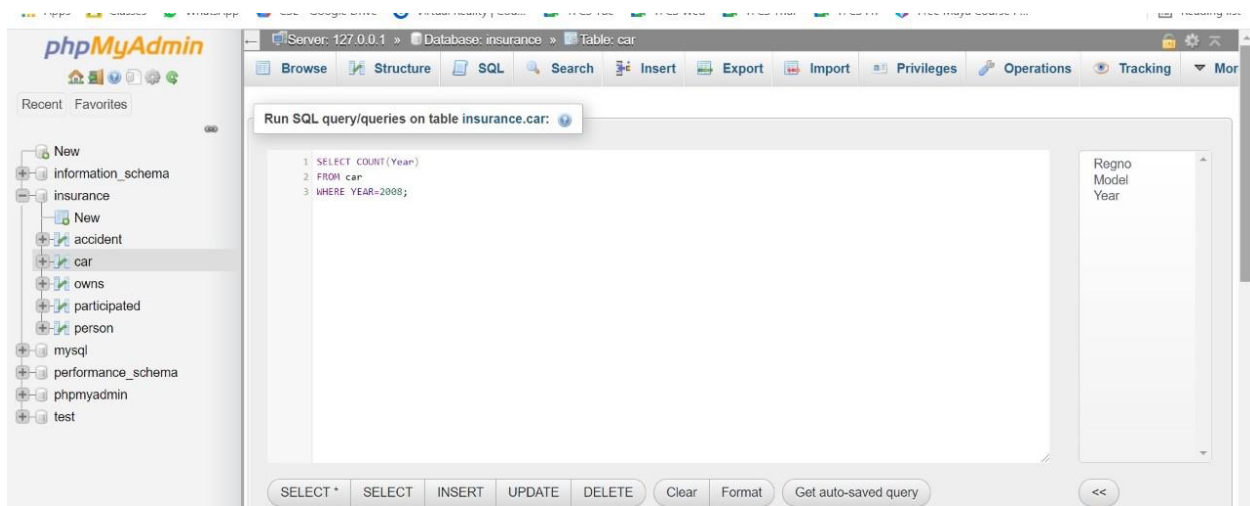 phpMyAdmin
Recent Favorites
New
information_schema
insurance
New
accident
car
owns
participated
person
mysql
performance_schema
phpmyadmin
test
Server: 127.0.0.1 » Database: insurance » Table: car
Browse Structure SQL Search Insert Export Import Privileges Operations Tracking Mor
Run SQL query/queries on table insurance.car:
1 SELECT COUNT(Year)
2 FROM car
3 WHERE YEAR=2008;
Regno
Model
Year
SELECT * SELECT INSERT UPDATE DELETE Clear Format Get auto-saved query <<